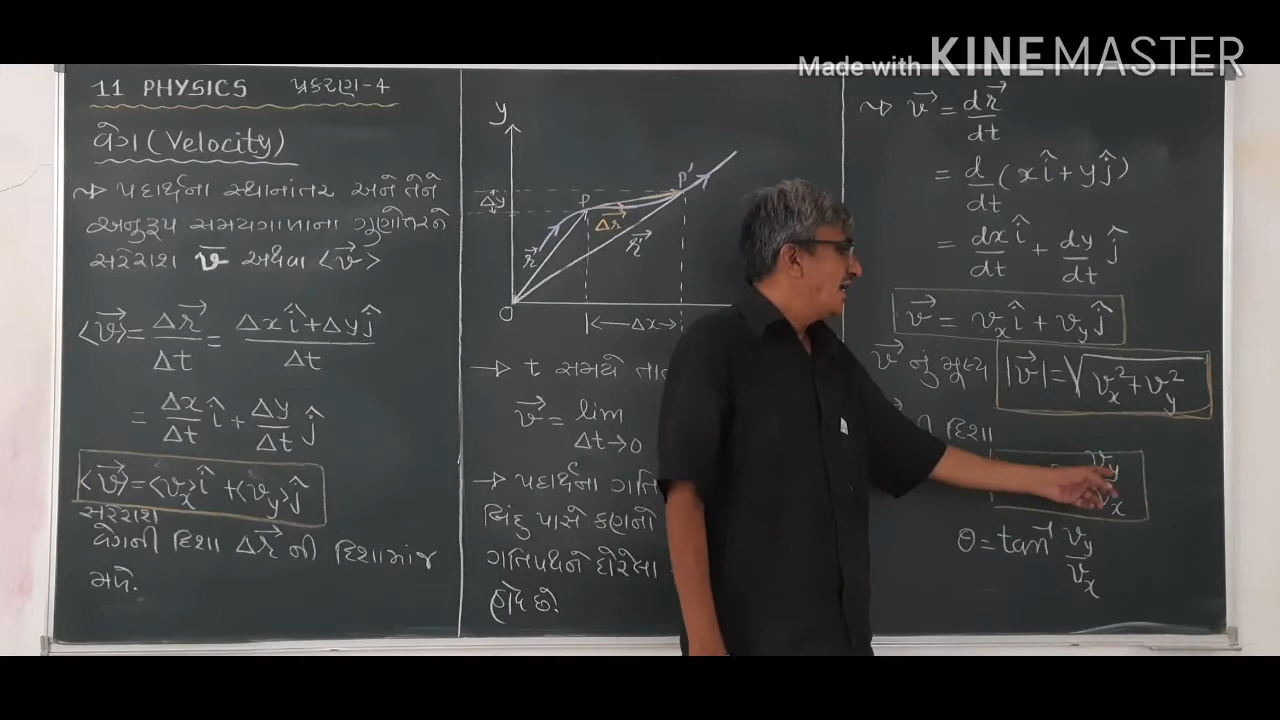 Made with KINEMASTER
11 PHYSICS પ્રકરણ-4
વેગ (Velocity)
~> પદાર્થના સ્થાનાંતર અને તેને
અનુરૂપ સમયગાળાના ગુણોત્તરને
સરેરાશ v̅ અથવા <v⃗>
<v⃗> = Δr⃗/Δt = (Δx î + Δy ĵ)/Δt
= Δx/Δt î + Δy/Δt ĵ
<v⃗> = <vx> î + <vy> ĵ
સરેરાશ
વેગની દિશા Δr⃗ ની દિશામાંજ
મળે.
y
P'
P
Δy
Δr⃗
r⃗
r⃗'
O
|<—Δx—>|
→ t સમયે
v⃗ = lim
Δt→0
→ પદાર્થના
બિંદુ પાસે કણનો
ગતિપથને દોરેલા
હોય છે.
~> v⃗ = dr⃗/dt
= d/dt (x î + y ĵ)
= dx/dt î + dy/dt ĵ
v⃗ = vx î + vy ĵ
v⃗ નું મૂલ્ય |v⃗| = √(vx² + vy²)
ની દિશા
vy
vx
θ = tan⁻¹ vy/vx